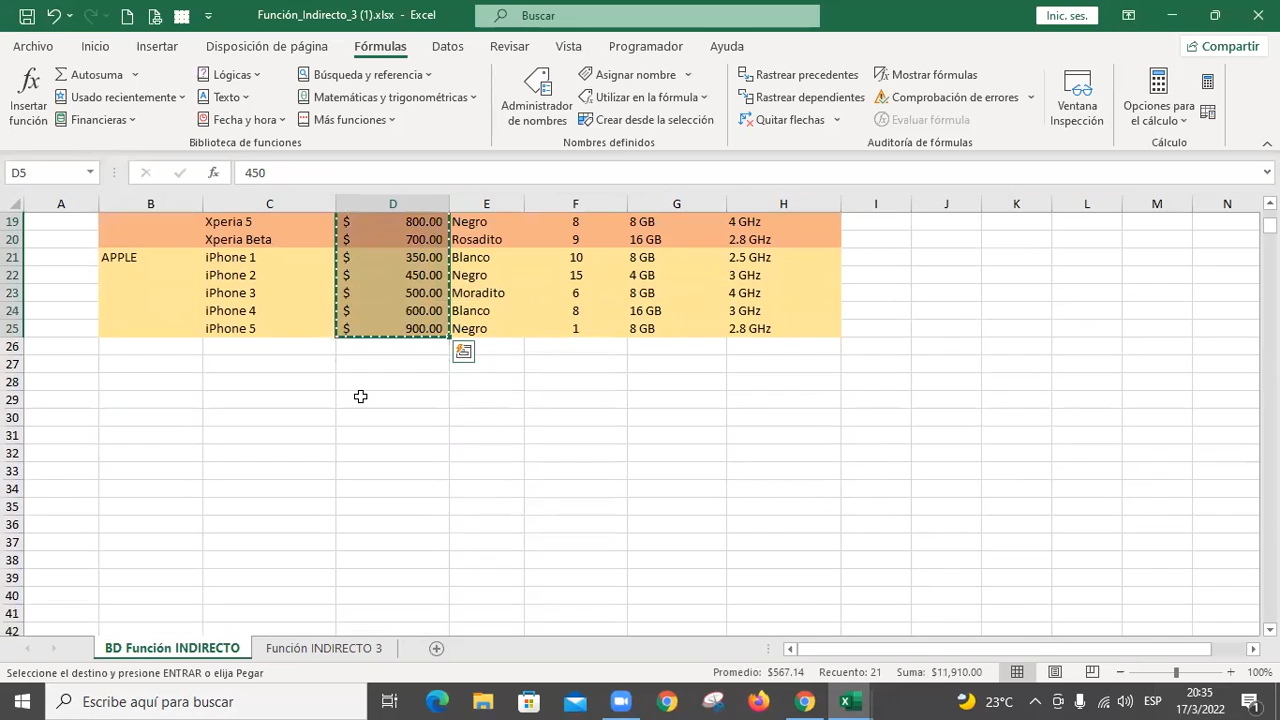 Función_Indirecto_3 (1).xlsx - Excel
Buscar
Inic. ses.
Archivo Inicio Insertar Disposición de página Fórmulas Datos Revisar Vista Programador Ayuda Compartir
Insertar función
Autosuma
Usado recientemente
Financieras
Lógicas
Texto
Fecha y hora
Búsqueda y referencia
Matemáticas y trigonométricas
Más funciones
Biblioteca de funciones
Administrador de nombres
Asignar nombre
Utilizar en la fórmula
Crear desde la selección
Nombres definidos
Rastrear precedentes
Rastrear dependientes
Quitar flechas
Mostrar fórmulas
Comprobación de errores
Evaluar fórmula
Auditoría de fórmulas
Ventana Inspección
Opciones para el cálculo
Cálculo
D5 fx 450
A B C D E F G H I J K L M N
19 Xperia 5 $ 800.00 Negro 8 8 GB 4 GHz
20 Xperia Beta $ 700.00 Rosadito 9 16 GB 2.8 GHz
21 APPLE iPhone 1 $ 350.00 Blanco 10 8 GB 2.5 GHz
22 iPhone 2 $ 450.00 Negro 15 4 GB 3 GHz
23 iPhone 3 $ 500.00 Moradito 6 8 GB 4 GHz
24 iPhone 4 $ 600.00 Blanco 8 16 GB 3 GHz
25 iPhone 5 $ 900.00 Negro 1 8 GB 2.8 GHz
26
27
28
29
30
31
32
33
34
35
36
37
38
39
40
41
42
BD Función INDIRECTO Función INDIRECTO 3
Seleccione el destino y presione ENTRAR o elija Pegar Promedio: $567.14 Recuento: 21 Suma: $11,910.00 100%
Escribe aquí para buscar 23°C ESP 20:35
17/3/2022 1